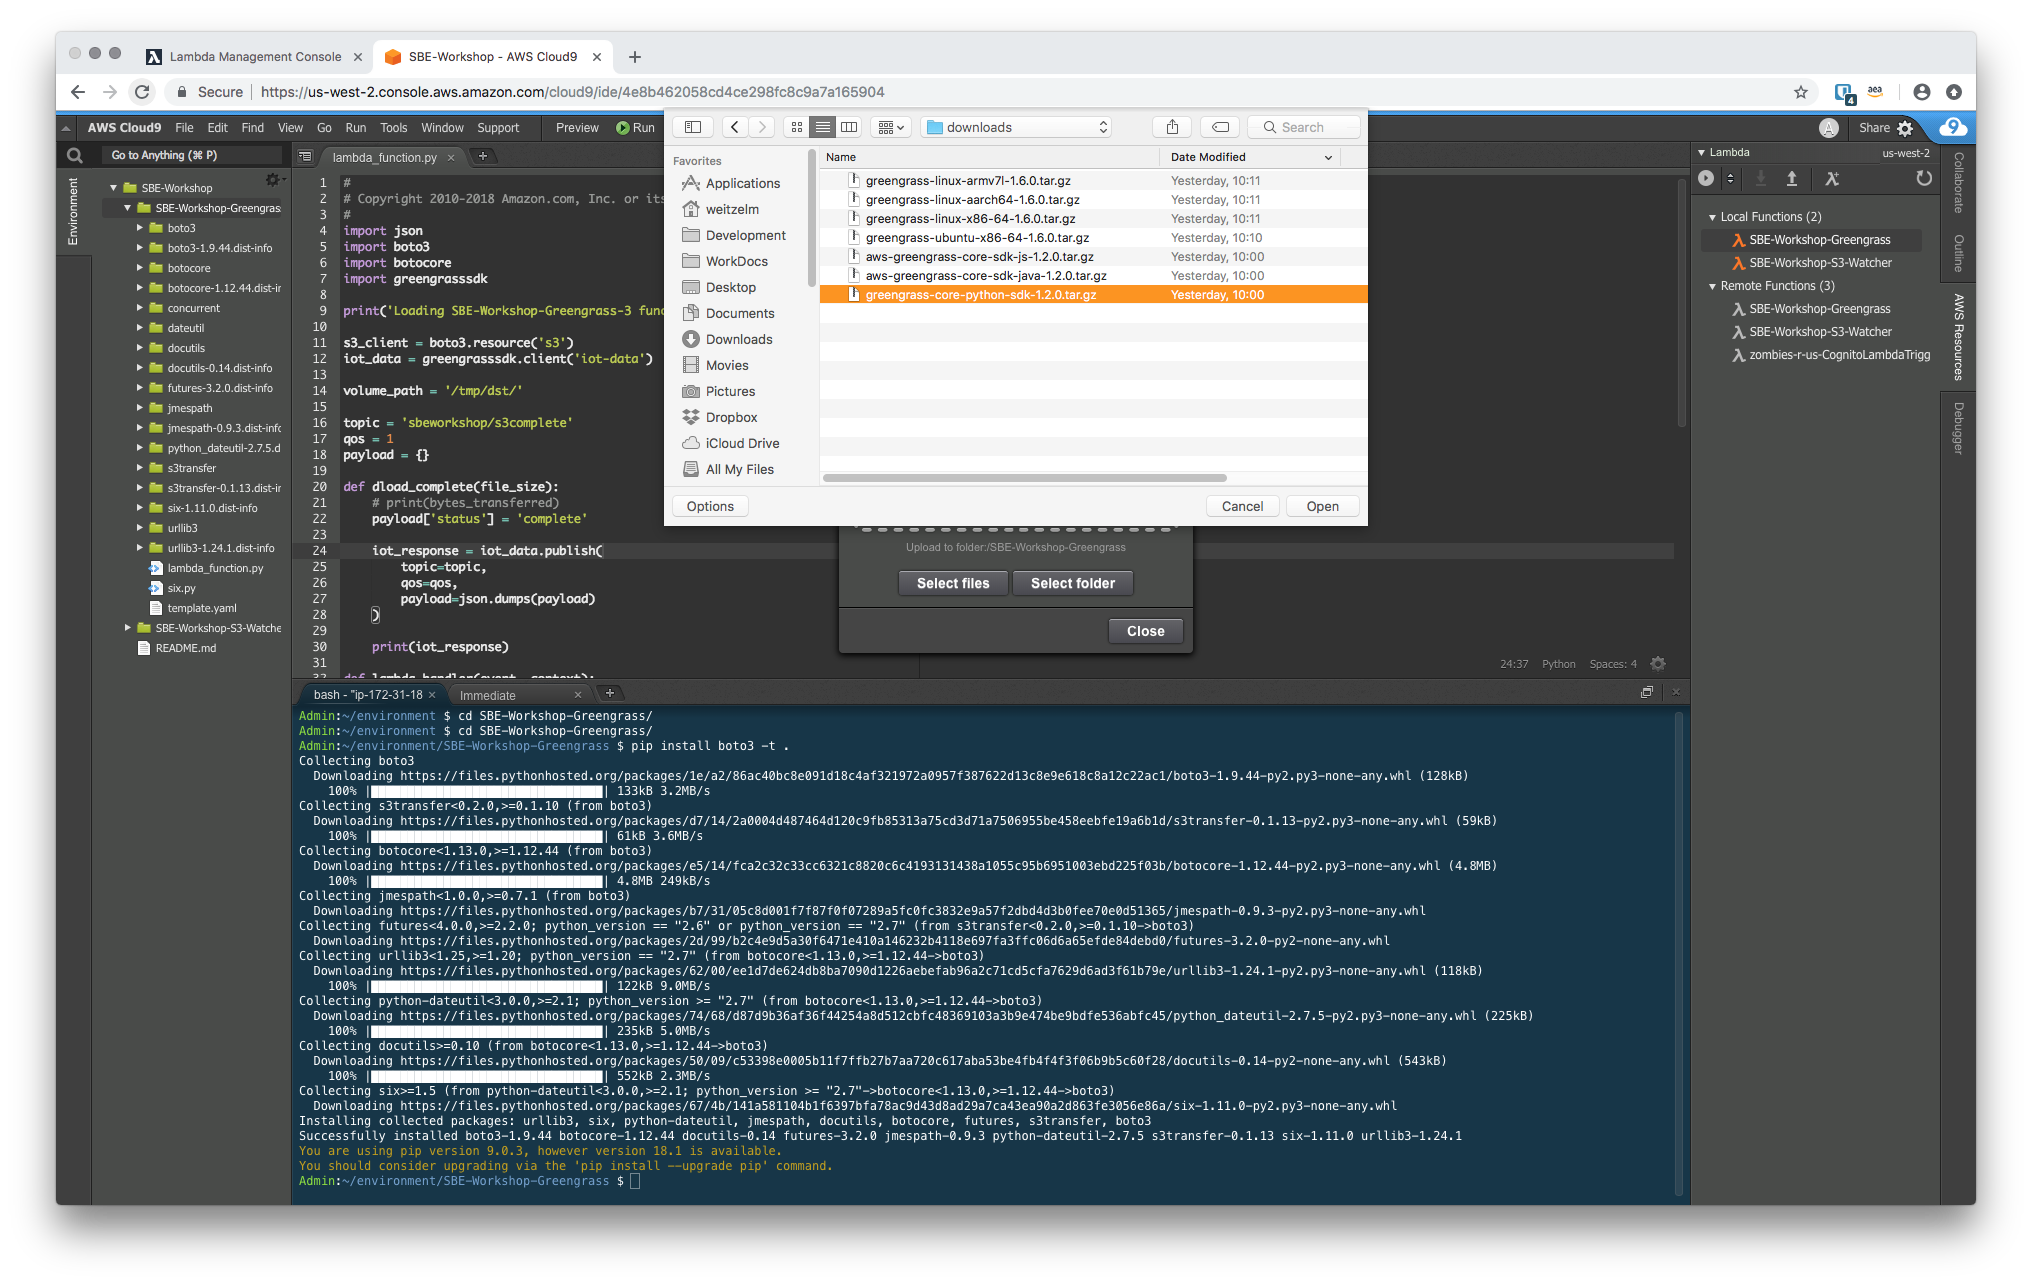 Lambda Management Console
SBE-Workshop - AWS Cloud9
Secure
https://us-west-2.console.aws.amazon.com/cloud9/ide/4e8b462058cd4ce298fc8c9a7a165904
4
aea
AWS Cloud9 File Edit Find View Go Run Tools Window Support Preview Run
A
Share
9
Go to Anything (⌘ P)
Environment
SBE-Workshop
SBE-Workshop-Greengras
boto3
boto3-1.9.44.dist-info
botocore
botocore-1.12.44.dist-ir
concurrent
dateutil
docutils
docutils-0.14.dist-info
futures-3.2.0.dist-info
jmespath
jmespath-0.9.3.dist-infc
python_dateutil-2.7.5.d
s3transfer
s3transfer-0.1.13.dist-ir
six-1.11.0.dist-info
urllib3
urllib3-1.24.1.dist-info
lambda_function.py
six.py
template.yaml
SBE-Workshop-S3-Watche
README.md
lambda_function.py
1 #
2 # Copyright 2010-2018 Amazon.com, Inc. or its
3 #
4 import json
5 import boto3
6 import botocore
7 import greengrasssdk
8
9 print('Loading SBE-Workshop-Greengrass-3 func
10
11 s3_client = boto3.resource('s3')
12 iot_data = greengrasssdk.client('iot-data')
13
14 volume_path = '/tmp/dst/'
15
16 topic = 'sbeworkshop/s3complete'
17 qos = 1
18 payload = {}
19
20 def dload_complete(file_size):
21 # print(bytes_transferred)
22 payload['status'] = 'complete'
23
24 iot_response = iot_data.publish(
25 topic=topic,
26 qos=qos,
27 payload=json.dumps(payload)
28 )
29
30 print(iot_response)
31
32 def lambda_handler(event, context):
downloads
Search
Favorites
Applications
weitzelm
Development
WorkDocs
Desktop
Documents
Downloads
Movies
Pictures
Dropbox
iCloud Drive
All My Files
Name Date Modified
greengrass-linux-armv7l-1.6.0.tar.gz Yesterday, 10:11
greengrass-linux-aarch64-1.6.0.tar.gz Yesterday, 10:11
greengrass-linux-x86-64-1.6.0.tar.gz Yesterday, 10:11
greengrass-ubuntu-x86-64-1.6.0.tar.gz Yesterday, 10:10
aws-greengrass-core-sdk-js-1.2.0.tar.gz Yesterday, 10:00
aws-greengrass-core-sdk-java-1.2.0.tar.gz Yesterday, 10:00
greengrass-core-python-sdk-1.2.0.tar.gz Yesterday, 10:00
Options Cancel Open
Upload to folder:/SBE-Workshop-Greengrass
Select files Select folder
Close
24:37 Python Spaces: 4
Lambda us-west-2
Local Functions (2)
λ SBE-Workshop-Greengrass
λ SBE-Workshop-S3-Watcher
Remote Functions (3)
λ SBE-Workshop-Greengrass
λ SBE-Workshop-S3-Watcher
λ zombies-r-us-CognitoLambdaTrigg
Collaborate
Outline
AWS Resources
Debugger
bash - "ip-172-31-18 Immediate
Admin:~/environment $ cd SBE-Workshop-Greengrass/
Admin:~/environment $ cd SBE-Workshop-Greengrass/
Admin:~/environment/SBE-Workshop-Greengrass $ pip install boto3 -t .
Collecting boto3
Downloading https://files.pythonhosted.org/packages/1e/a2/86ac40bc8e091d18c4af321972a0957f387622d13c8e9e618c8a12c22ac1/boto3-1.9.44-py2.py3-none-any.whl (128kB)
100% |████████████████████████████████| 133kB 3.2MB/s
Collecting s3transfer<0.2.0,>=0.1.10 (from boto3)
Downloading https://files.pythonhosted.org/packages/d7/14/2a0004d487464d120c9fb85313a75cd3d71a7506955be458eebfe19a6b1d/s3transfer-0.1.13-py2.py3-none-any.whl (59kB)
100% |████████████████████████████████| 61kB 3.6MB/s
Collecting botocore<1.13.0,>=1.12.44 (from boto3)
Downloading https://files.pythonhosted.org/packages/e5/14/fca2c32c33cc6321c8820c6c4193131438a1055c95b6951003ebd225f03b/botocore-1.12.44-py2.py3-none-any.whl (4.8MB)
100% |████████████████████████████████| 4.8MB 249kB/s
Collecting jmespath<1.0.0,>=0.7.1 (from boto3)
Downloading https://files.pythonhosted.org/packages/b7/31/05c8d001f7f87f0f07289a5fc0fc3832e9a57f2dbd4d3b0fee70e0d51365/jmespath-0.9.3-py2.py3-none-any.whl
Collecting futures<4.0.0,>=2.2.0; python_version == "2.6" or python_version == "2.7" (from s3transfer<0.2.0,>=0.1.10->boto3)
Downloading https://files.pythonhosted.org/packages/2d/99/b2c4e9d5a30f6471e410a146232b4118e697fa3ffc06d6a65efde84debd0/futures-3.2.0-py2-none-any.whl
Collecting urllib3<1.25,>=1.20; python_version == "2.7" (from botocore<1.13.0,>=1.12.44->boto3)
Downloading https://files.pythonhosted.org/packages/62/00/ee1d7de624db8ba7090d1226aebefab96a2c71cd5cfa7629d6ad3f61b79e/urllib3-1.24.1-py2.py3-none-any.whl (118kB)
100% |████████████████████████████████| 122kB 9.0MB/s
Collecting python-dateutil<3.0.0,>=2.1; python_version >= "2.7" (from botocore<1.13.0,>=1.12.44->boto3)
Downloading https://files.pythonhosted.org/packages/74/68/d87d9b36af36f44254a8d512cbfc48369103a3b9e474be9bdfe536abfc45/python_dateutil-2.7.5-py2.py3-none-any.whl (225kB)
100% |████████████████████████████████| 235kB 5.0MB/s
Collecting docutils>=0.10 (from botocore<1.13.0,>=1.12.44->boto3)
Downloading https://files.pythonhosted.org/packages/50/09/c53398e0005b11f7ffb27b7aa720c617aba53be4fb4f4f3f06b9b5c60f28/docutils-0.14-py2-none-any.whl (543kB)
100% |████████████████████████████████| 552kB 2.3MB/s
Collecting six>=1.5 (from python-dateutil<3.0.0,>=2.1; python_version >= "2.7"->botocore<1.13.0,>=1.12.44->boto3)
Downloading https://files.pythonhosted.org/packages/67/4b/141a581104b1f6397bfa78ac9d43d8ad29a7ca43ea90a2d863fe3056e86a/six-1.11.0-py2.py3-none-any.whl
Installing collected packages: urllib3, six, python-dateutil, jmespath, docutils, botocore, futures, s3transfer, boto3
Successfully installed boto3-1.9.44 botocore-1.12.44 docutils-0.14 futures-3.2.0 jmespath-0.9.3 python-dateutil-2.7.5 s3transfer-0.1.13 six-1.11.0 urllib3-1.24.1
You are using pip version 9.0.3, however version 18.1 is available.
You should consider upgrading via the 'pip install --upgrade pip' command.
Admin:~/environment/SBE-Workshop-Greengrass $